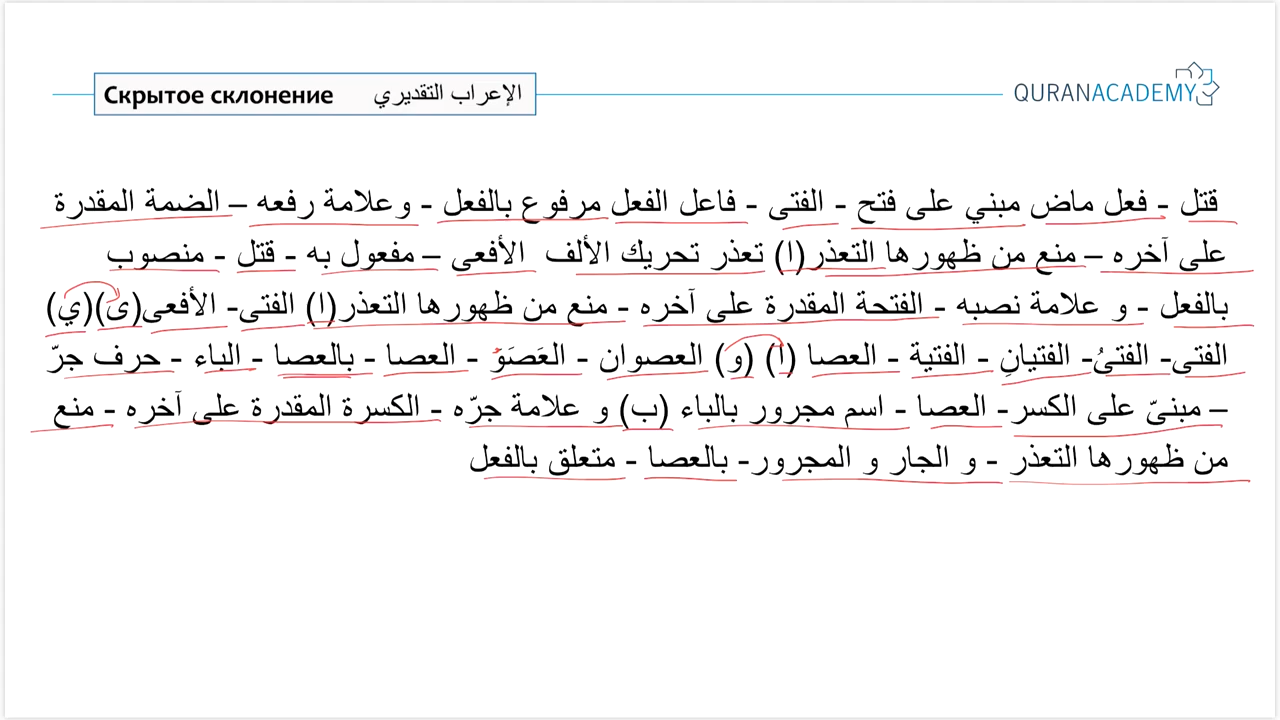 Скрытое склонение الإعراب التقديري
QURANACADEMY
قتل - فعل ماض مبني على فتح - الفتى - فاعل الفعل مرفوع بالفعل - وعلامة رفعه – الضمة المقدرة
على آخره – منع من ظهورها التعذر(ا) تعذر تحريك الألف الأفعى – مفعول به - قتل - منصوب
بالفعل - و علامة نصبه - الفتحة المقدرة على آخره - منع من ظهورها التعذر(ا) الفتى- الأفعى(ى)(ي)
الفتى- الفتىُ- الفتيانِ - الفتية - العصا (ا) (و) العصوان - العَصَوُ - العصا - بالعصا - الباء - حرف جرّ
– مبنىّ على الكسر- العصا - اسم مجرور بالباء (ب) و علامة جرّه - الكسرة المقدرة على آخره - منع
من ظهورها التعذر - و الجار و المجرور- بالعصا - متعلق بالفعل